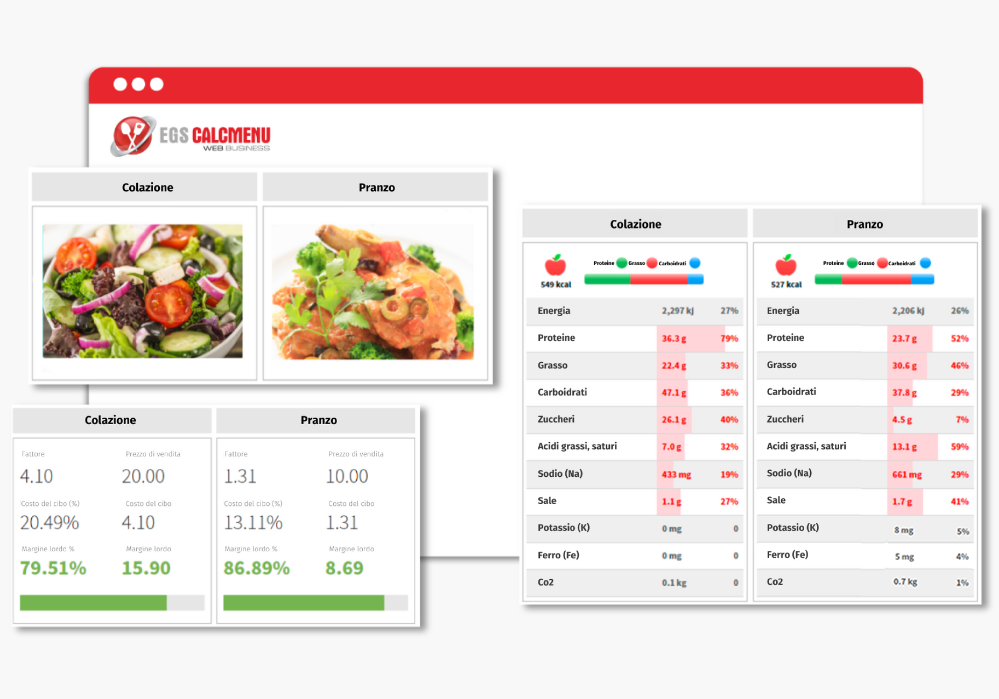 EGS CALCMENU
WEB BUSINESS
Colazione Pranzo
Colazione Pranzo
Fattore Prezzo di vendita Fattore Prezzo di vendita
4.10 20.00 1.31 10.00
Costo del cibo (%) Costo del cibo Costo del cibo (%) Costo del cibo
20.49% 4.10 13.11% 1.31
Margine lordo % Margine lordo Margine lordo % Margine lordo
79.51% 15.90 86.89% 8.69
Colazione Pranzo
Proteine Grasso Carboidrati Proteine Grasso Carboidrati
549 kcal 527 kcal
Energia 2,297 kj 27% Energia 2,206 kj 26%
Proteine 36.3 g 79% Proteine 23.7 g 52%
Grasso 22.4 g 33% Grasso 30.6 g 46%
Carboidrati 47.1 g 36% Carboidrati 37.8 g 29%
Zuccheri 26.1 g 40% Zuccheri 4.5 g 7%
Acidi grassi, saturi 7.0 g 32% Acidi grassi, saturi 13.1 g 59%
Sodio (Na) 433 mg 19% Sodio (Na) 661 mg 29%
Sale 1.1 g 27% Sale 1.7 g 41%
Potassio (K) 0 mg 0 Potassio (K) 8 mg 5%
Ferro (Fe) 0 mg 0 Ferro (Fe) 5 mg 4%
Co2 0.1 kg 0 Co2 0.7 kg 1%